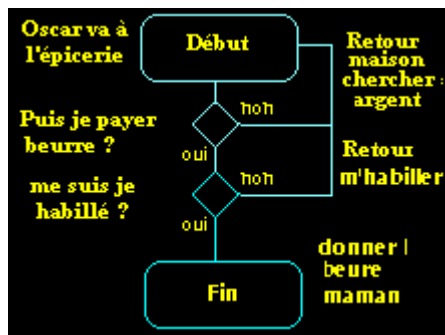 Oscar va à
l'épicerie
Début
Retour
maison
chercher :
argent
Puis je payer
beurre ?
non
oui
Retour
m'habiller
me suis je
habillé ?
non
oui
donner l
beure
maman
Fin